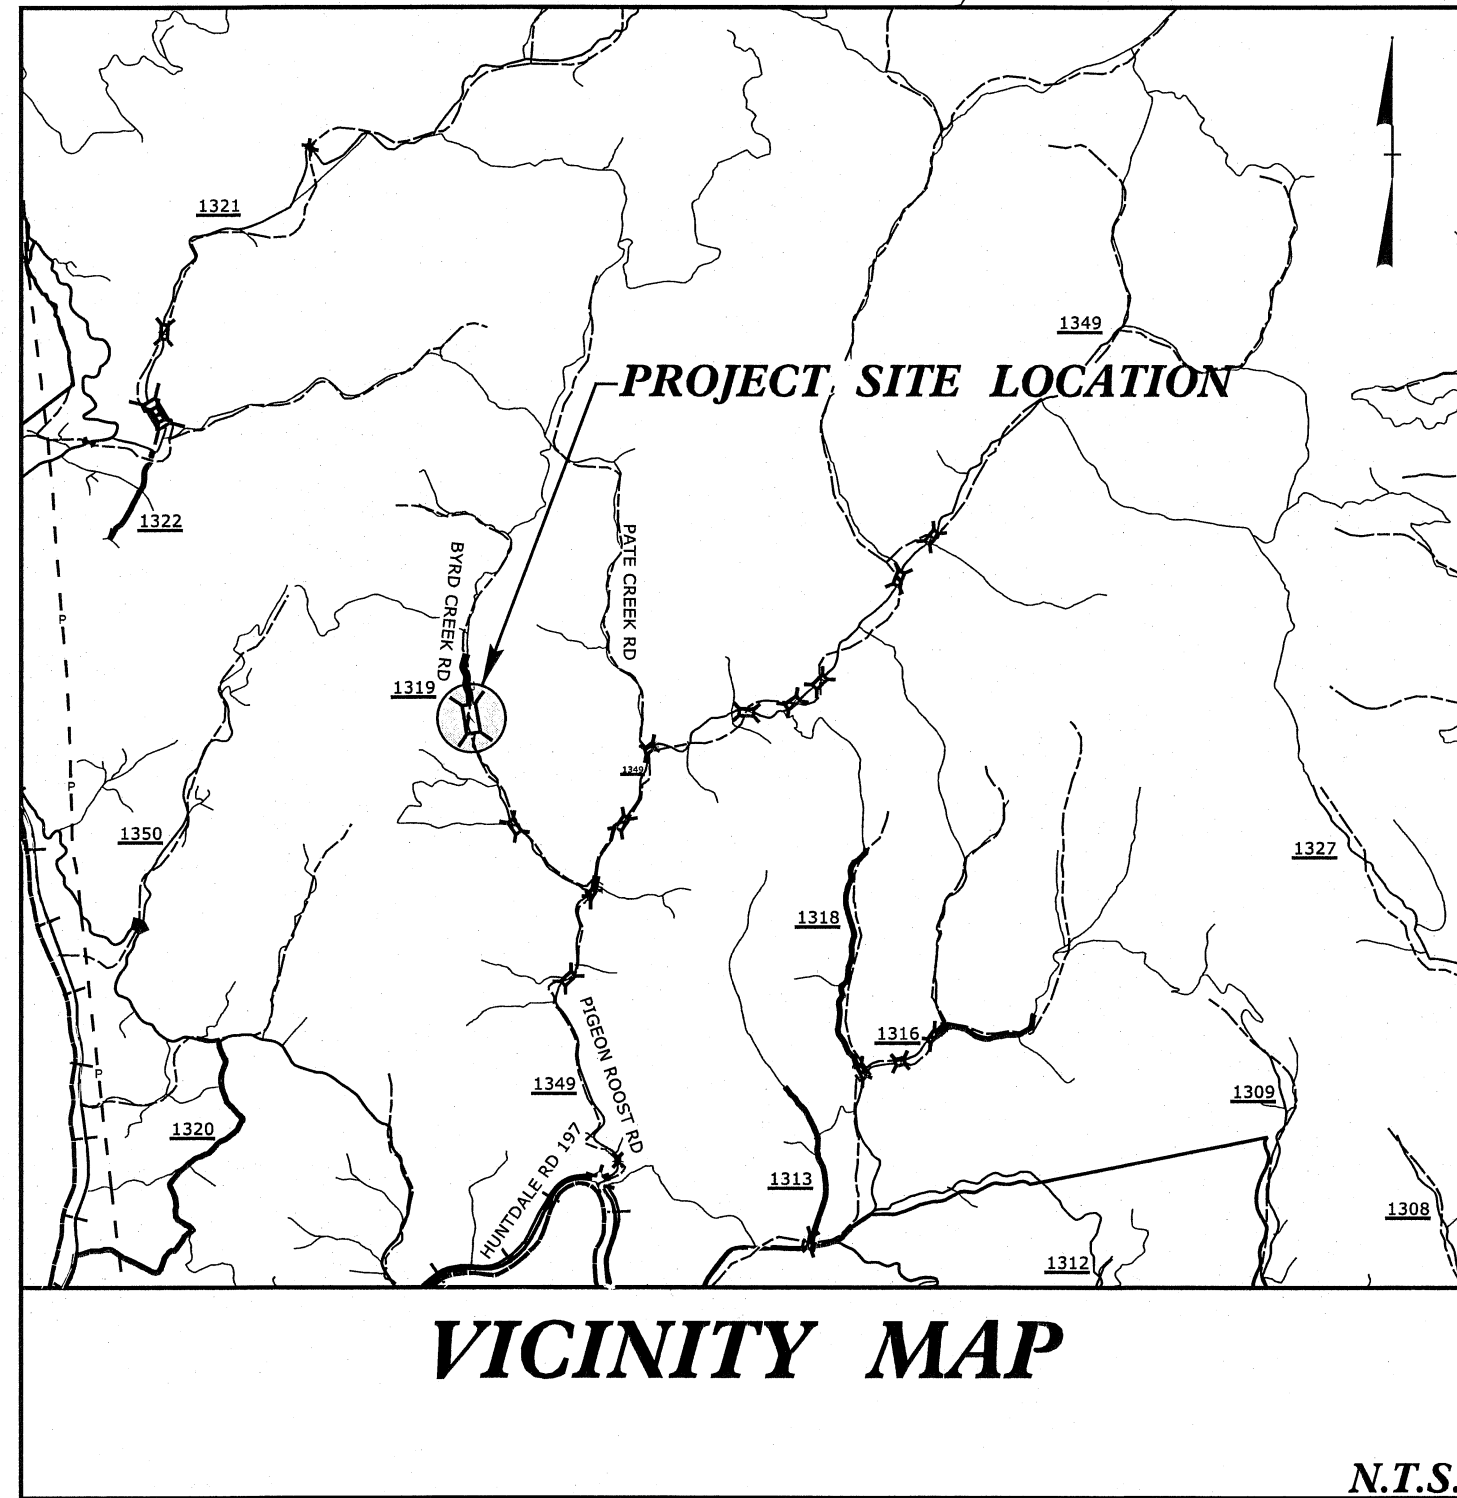 1321
1349
PROJECT SITE LOCATION
1322
BYRD CREEK RD
PATE CREEK RD
P
1319
1349
P
1350
1327
1318
1316
P
PIGEON ROOST RD
1349
1309
1320
HUNTDALE RD 197
1313
1308
1312
VICINITY MAP
N.T.S.